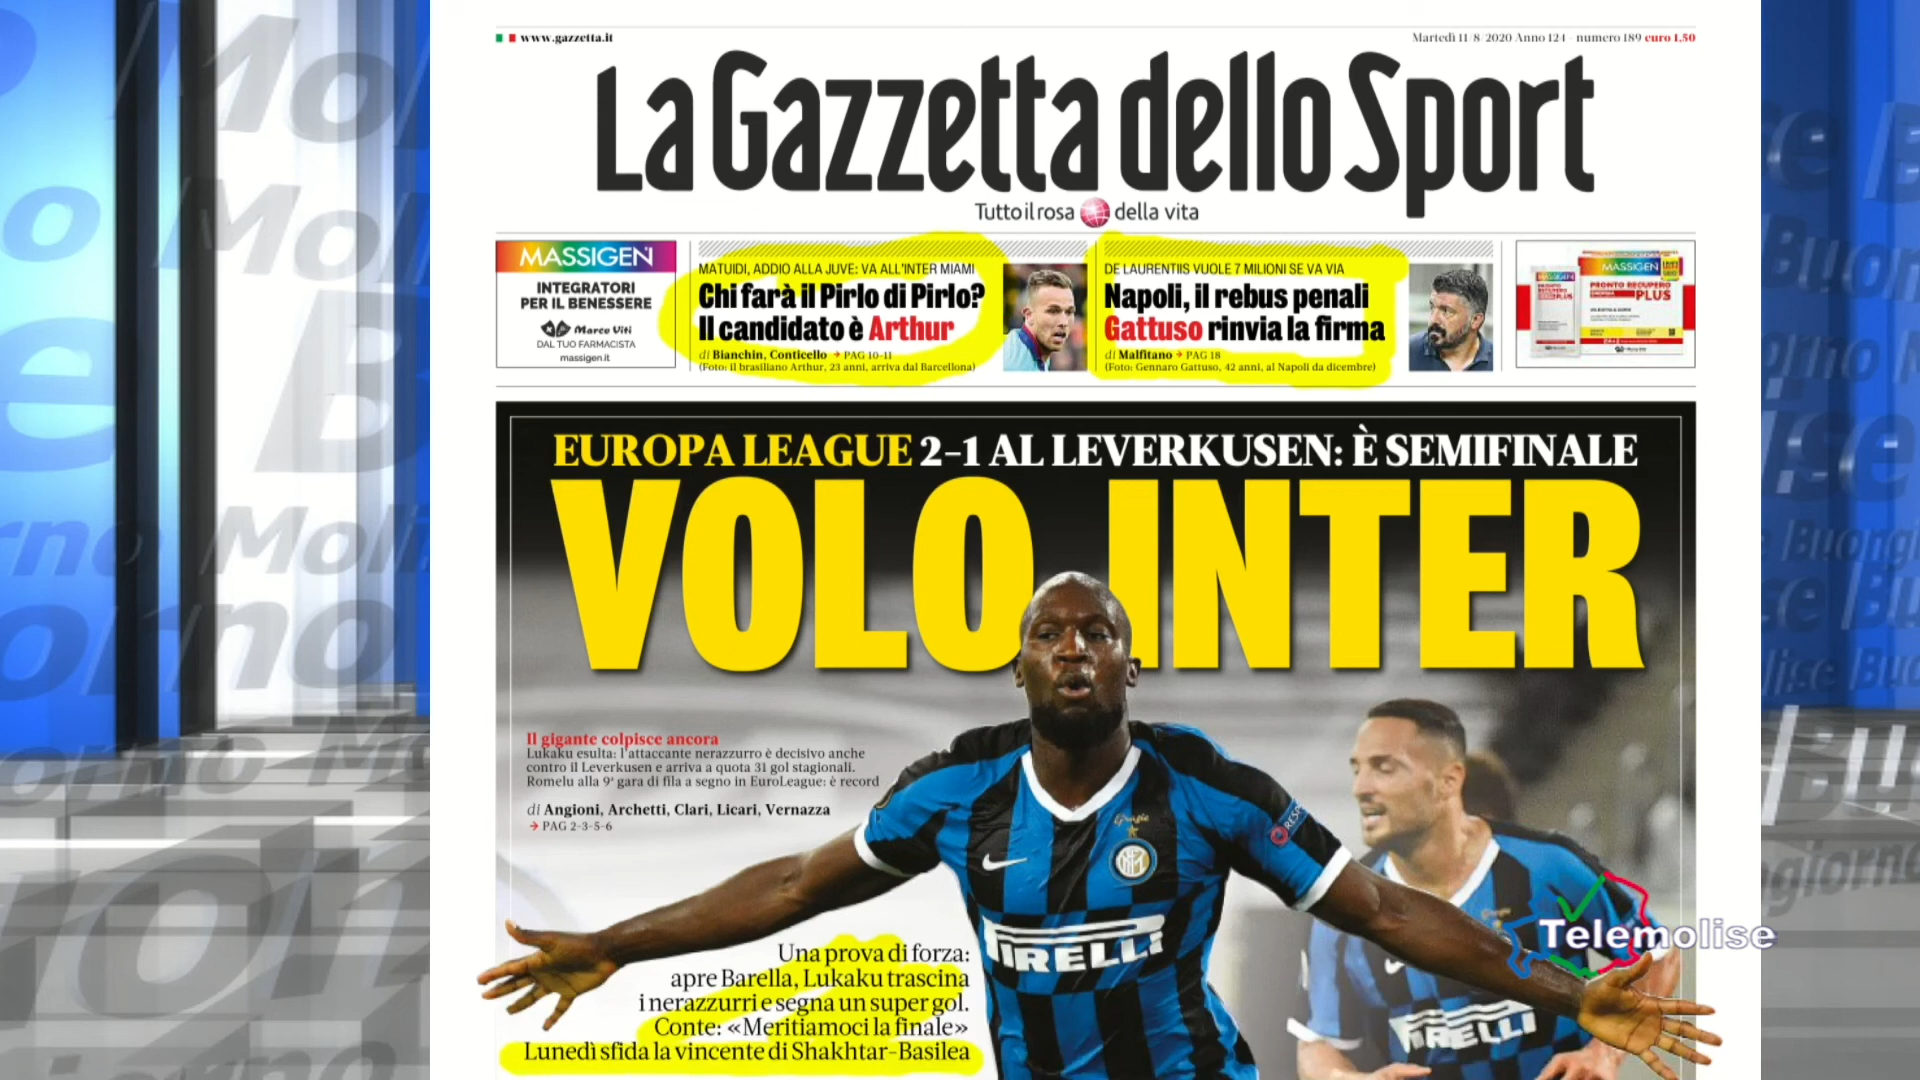 www.gazzetta.it
Martedì 11/8/2020 Anno 124 - numero 189 euro 1,50
La Gazzetta dello Sport
Tutto il rosa della vita
MASSIGEN
INTEGRATORI
PER IL BENESSERE
Marco Viti
DAL TUO FARMACISTA
massigen.it
MATUIDI, ADDIO ALLA JUVE: VA ALL'INTER MIAMI
Chi farà il Pirlo di Pirlo?
Il candidato è Arthur
di Bianchin, Conticello → PAG 10-11
(Foto: il brasiliano Arthur, 23 anni, arriva dal Barcellona)
DE LAURENTIIS VUOLE 7 MILIONI SE VA VIA
Napoli, il rebus penali
Gattuso rinvia la firma
di Malfitano → PAG 18
(Foto: Gennaro Gattuso, 42 anni, al Napoli da dicembre)
MASSIGEN
PRONTO RECUPERO
PLUS
EUROPA LEAGUE 2-1 AL LEVERKUSEN: È SEMIFINALE
VOLO INTER
Il gigante colpisce ancora
Lukaku esulta: l'attaccante nerazzurro è decisivo anche
contro il Leverkusen e arriva a quota 31 gol stagionali.
Romelu alla 9ª gara di fila a segno in EuroLeague: è record
di Angioni, Archetti, Clari, Licari, Vernazza
→ PAG 2-3-5-6
Una prova di forza:
apre Barella, Lukaku trascina
i nerazzurri e segna un super gol.
Conte: «Meritiamoci la finale»
Lunedì sfida la vincente di Shakhtar-Basilea
PIRELLI
PIRELLI
Telemolise